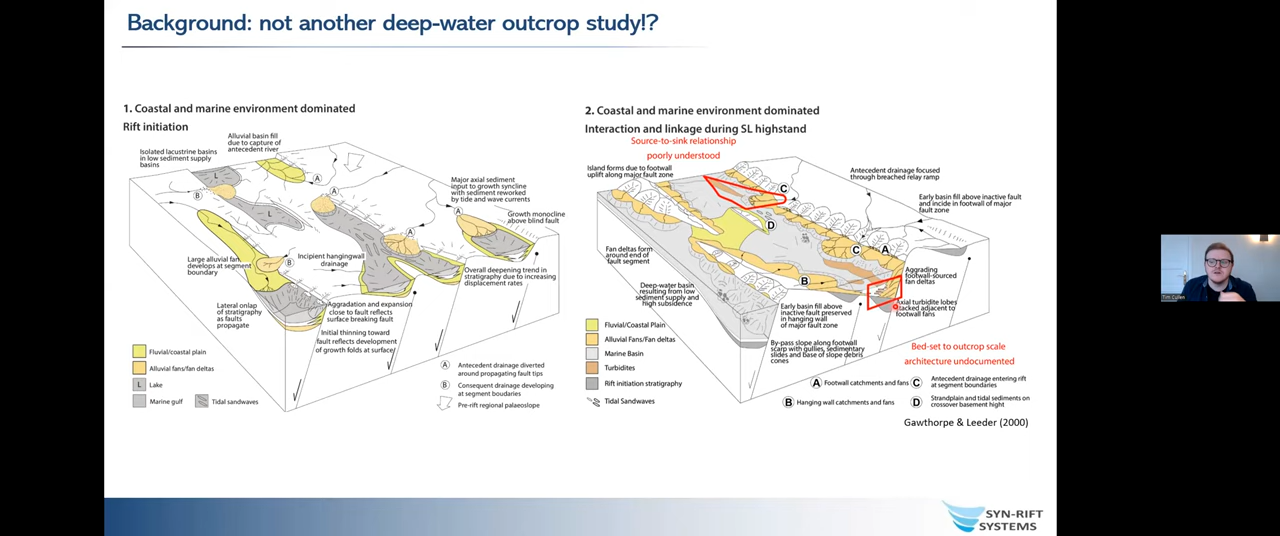 Background: not another deep-water outcrop study!?
1. Coastal and marine environment dominated
Rift initiation
Isolated lacustrine basins
in low sediment supply
basins
Alluvial basin fill
due to capture of
antecedent river
Major axial sediment
input to growth syncline
with sediment reworked
by tide and wave currents
Growth monocline
above blind fault
L
L
A
A
A
A
B
B
Large alluvial fan
develops at segment
boundary
Incipient hangingwall
drainage
Overall deepening trend in
stratigraphy due to increasing
displacement rates
Lateral onlap
of stratigraphy
as faults
propagate
Aggradation and expansion
close to fault reflects
surface breaking fault
Initial thinning toward
fault reflects development
of growth folds at surface
Fluvial/coastal plain
Alluvial fans/fan deltas
L Lake
Marine gulf
Tidal sandwaves
A Antecedent drainage diverted
around propagating fault tips
B Consequent drainage developing
at segment boudaries
Pre-rift regional palaeoslope
2. Coastal and marine environment dominated
Interaction and linkage during SL highstand
Source-to-sink relationship
poorly understood
Island forms due to footwall
uplift along major fault zone
Antecedent drainage focused
through breached relay ramp
Early basin fill above inactive fault
and incide in footwall of major
fault zone
C
D
C
A
B
Fan deltas form
around end of
fault segment
Deep-water basin
resulting from low
sediment supply and
high subsidence
Aggrading
footwall-sourced
fan deltas
Axial turbidite lobes
stacked adjacent to
footwall fans
Early basin fill above
inactive fault preserved
in hanging wall
of major fault zone
By-pass slope along footwall
scarp with gullies, sedimentary
slides and base of slope debris
cones
Bed-set to outcrop scale
architecture undocumented
Fluvial/Coastal Plain
Alluvial Fans/Fan deltas
Marine Basin
Turbidites
Rift initiation stratigraphy
Tidal Sandwaves
A Footwall catchments and fans
B Hanging wall catchments and fans
C Antecedent drainage entering rift
at segment boundaries
D Strandplain and tidal sediments on
crossover basement hight
Gawthorpe & Leeder (2000)
SYN-RIFT
SYSTEMS
Tim Cullen